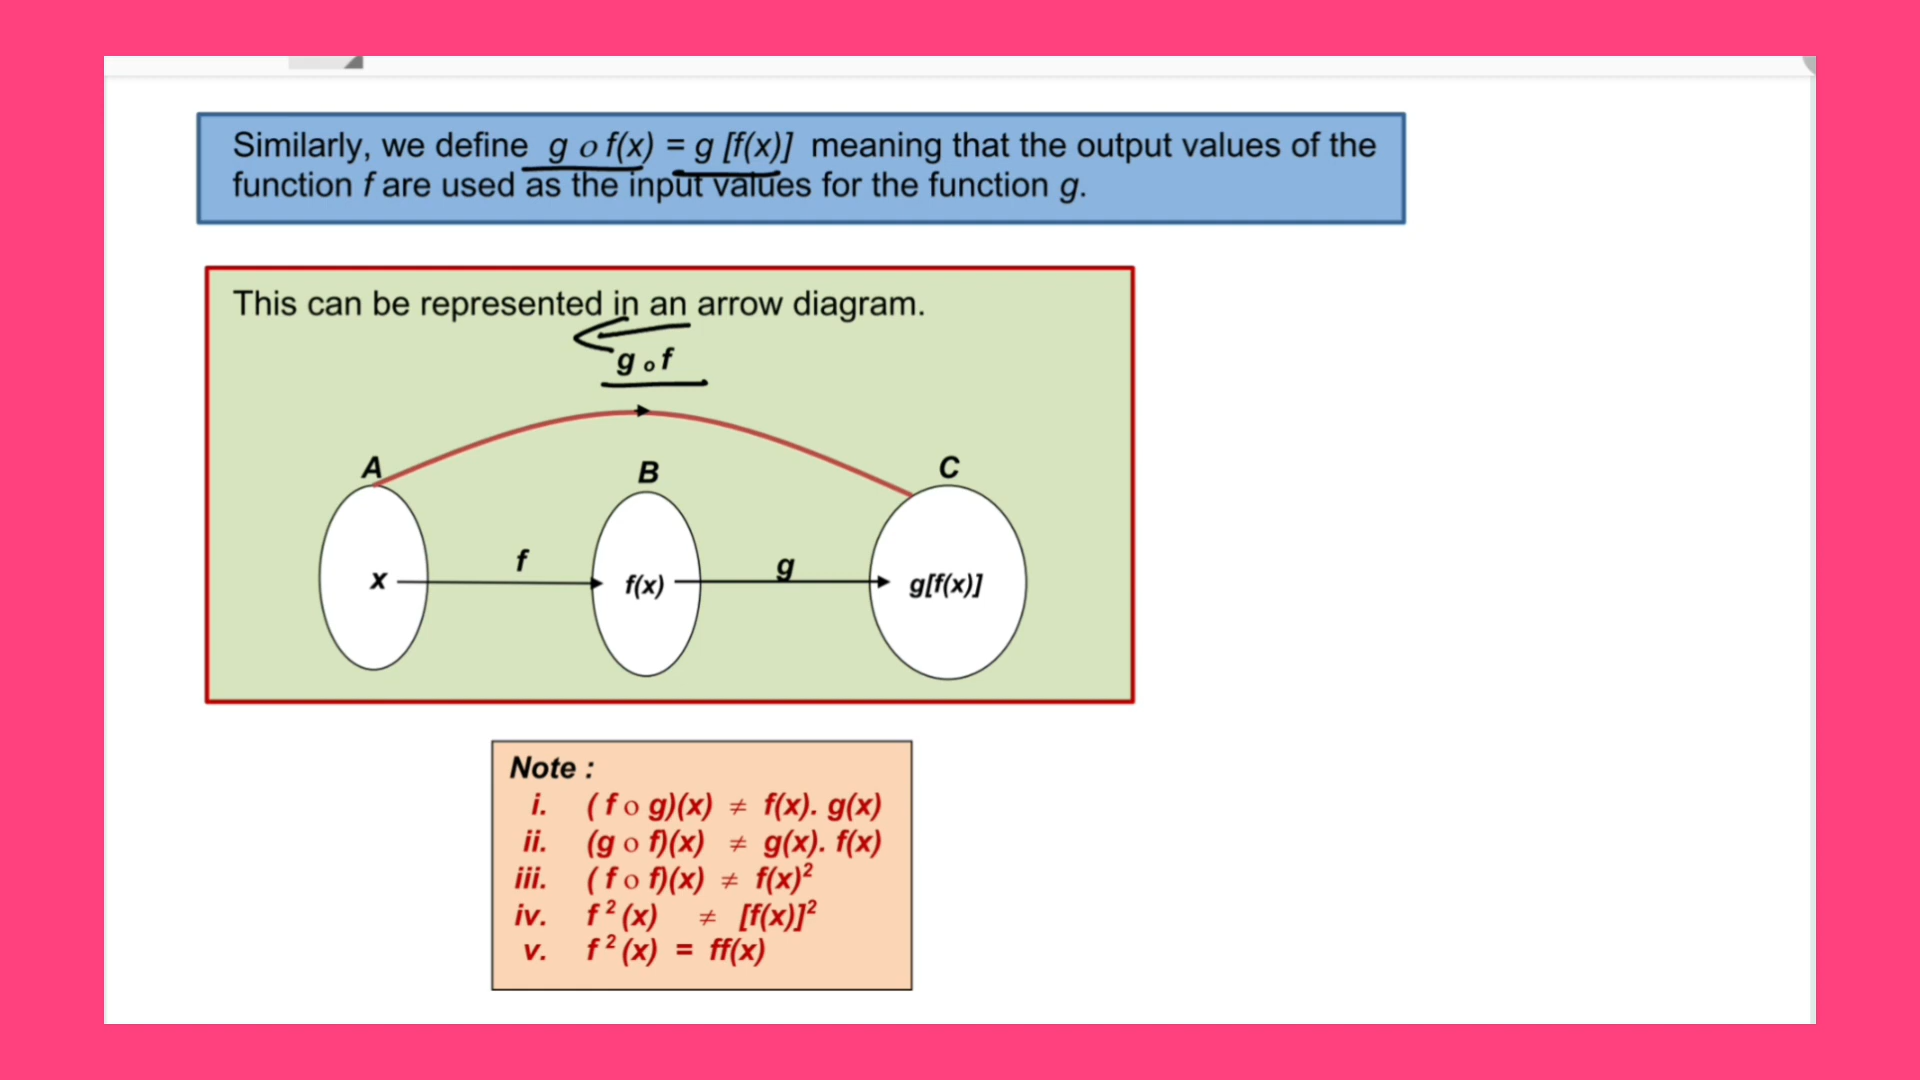 Similarly, we define g o f(x) = g [f(x)] meaning that the output values of the
function f are used as the input values for the function g.
This can be represented in an arrow diagram.
g o f
A
B
C
f
g
x
f(x)
g[f(x)]
Note :
i. ( f o g)(x) ≠ f(x). g(x)
ii. (g o f)(x) ≠ g(x). f(x)
iii. ( f o f)(x) ≠ f(x)²
iv. f ² (x) ≠ [f(x)]²
v. f ² (x) = ff(x)